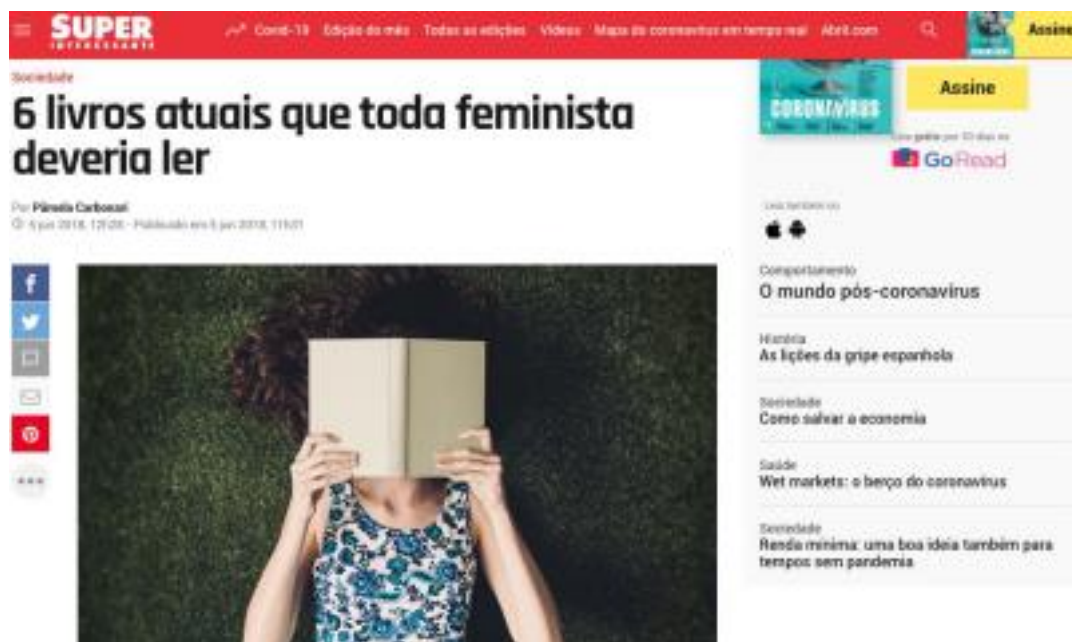 SUPER
INTERESSANTE
Covid-19 Edição do mês Todas as edições Vídeos Mapa do coronavírus em tempo real Abril.com
Assine
Sociedade
6 livros atuais que toda feminista
deveria ler
Por Pâmela Carbonari
CORONAVÍRUS
Assine
GoRead
Comportamento
O mundo pós-coronavírus
História
As lições da gripe espanhola
Sociedade
Como salvar a economia
Saúde
Wet markets: o berço do coronavírus
Sociedade
Renda mínima: uma boa ideia também para
tempos sem pandemia